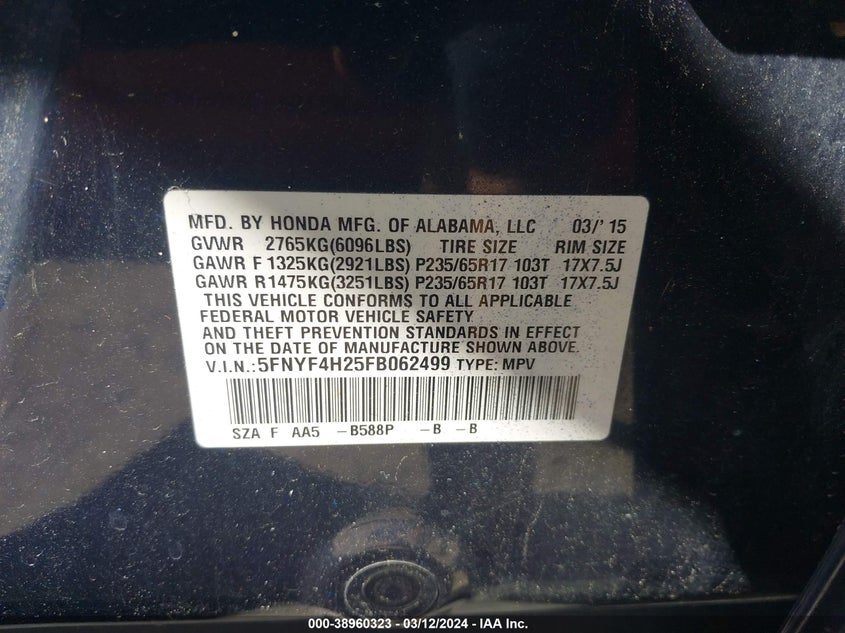 MFD. BY HONDA MFG. OF ALABAMA, LLC 03/'15
GVWR 2765KG(6096LBS) TIRE SIZE RIM SIZE
GAWR F 1325KG(2921LBS) P235/65R17 103T 17X7.5J
GAWR R1475KG(3251LBS) P235/65R17 103T 17X7.5J
THIS VEHICLE CONFORMS TO ALL APPLICABLE
FEDERAL MOTOR VEHICLE SAFETY
AND THEFT PREVENTION STANDARDS IN EFFECT
ON THE DATE OF MANUFACTURE SHOWN ABOVE.
V.I.N.:5FNYF4H25FB062499 TYPE: MPV
SZA F AA5 -B588P -B -B
000-38960323 - 03/12/2024 - IAA Inc.